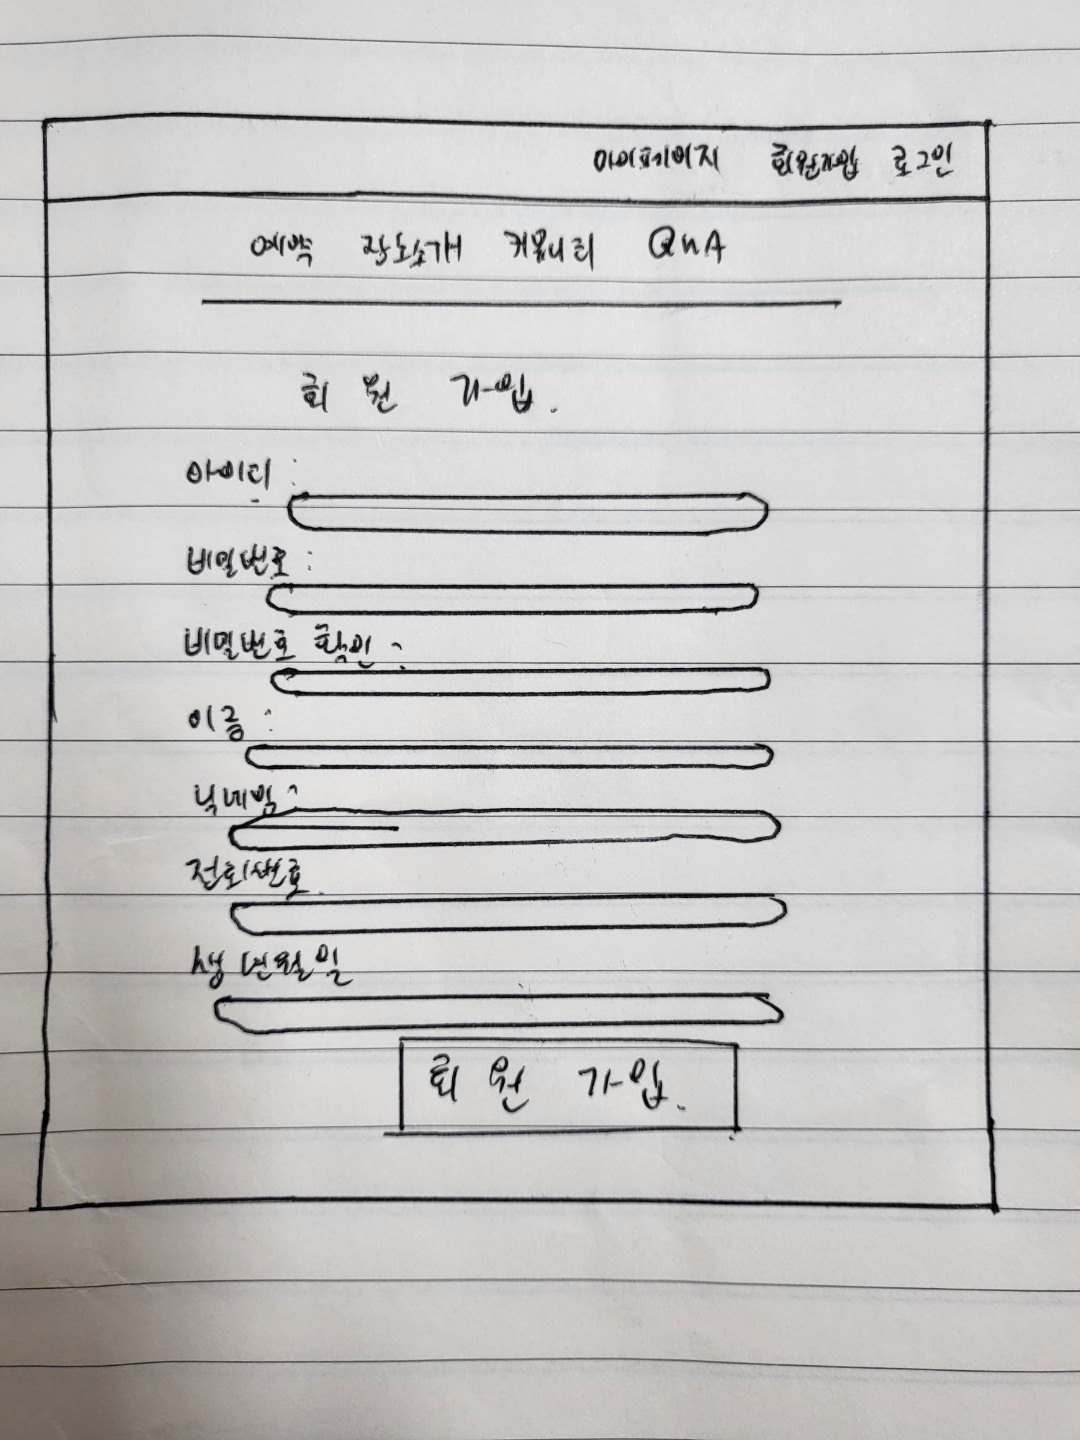 마이페이지 회원가입 로그인
예약 장소소개 커뮤니티 QnA
회 원 가입.
아이디 :
비밀번호 :
비밀번호 확인 :
이름 :
닉네임 :
전화번호
생년월일
회 원 가입.